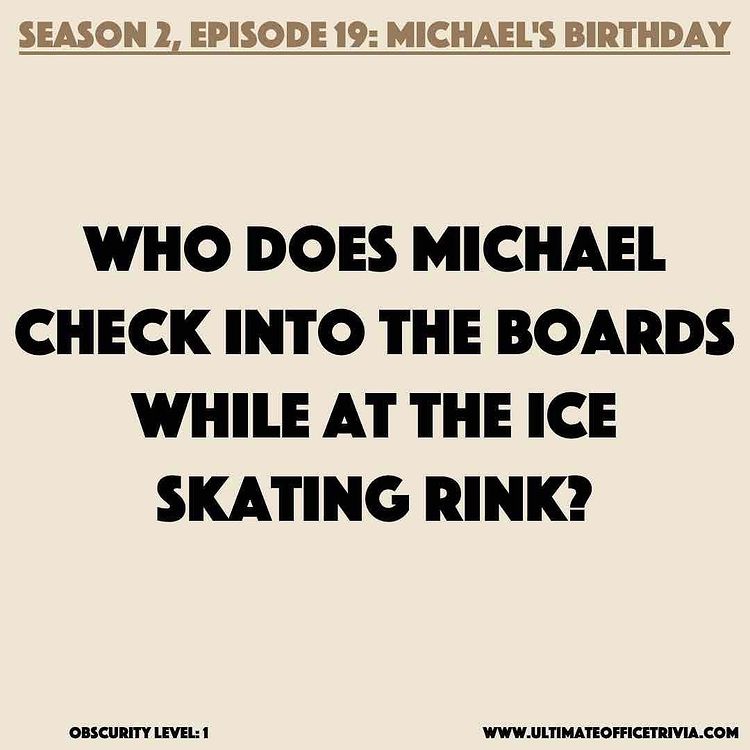 SEASON 2, EPISODE 19: MICHAEL'S BIRTHDAY
WHO DOES MICHAEL
CHECK INTO THE BOARDS
WHILE AT THE ICE
SKATING RINK?
OBSCURITY LEVEL: 1
WWW.ULTIMATEOFFICETRIVIA.COM